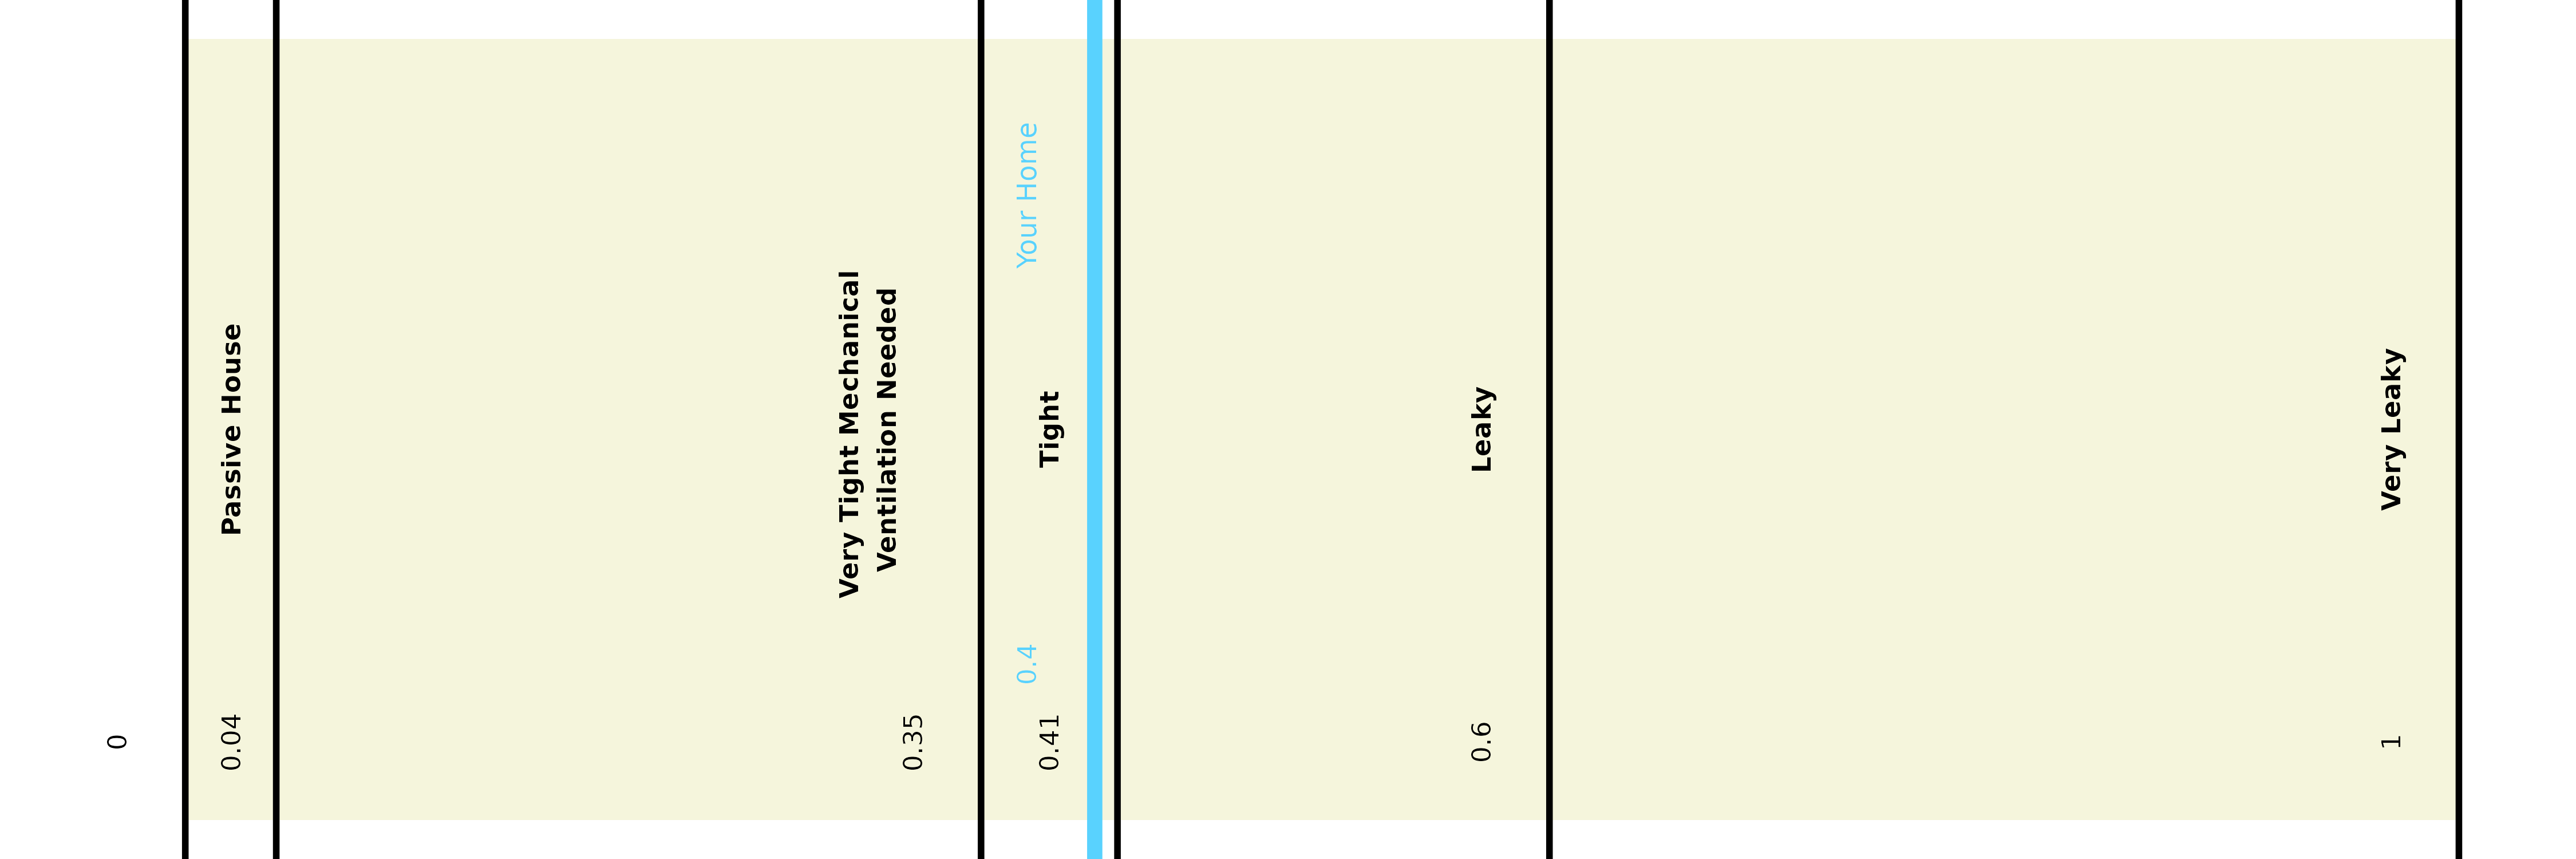 0
Passive House
0.04
Very Tight Mechanical
Ventilation Needed
0.35
Your Home
0.4
Tight
0.41
Leaky
0.6
Very Leaky
1